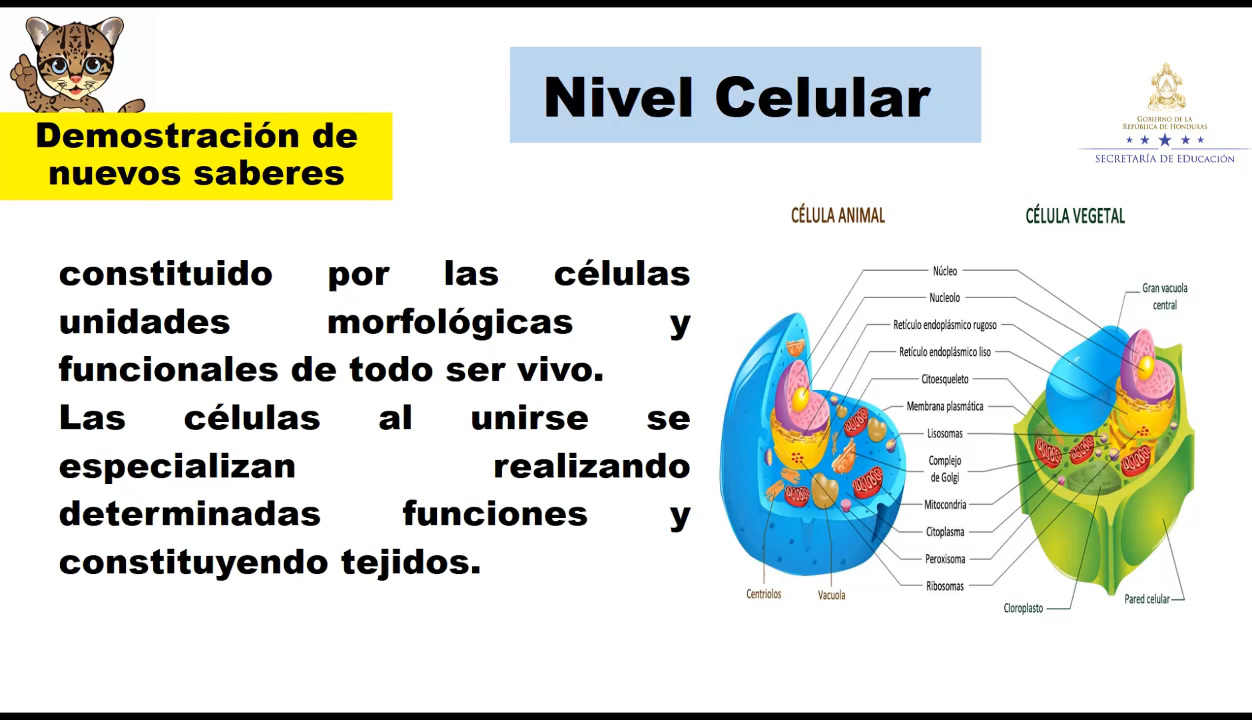 Nivel Celular
Demostración de
nuevos saberes
GOBIERNO DE LA
REPÚBLICA DE HONDURAS
SECRETARÍA DE EDUCACIÓN
constituido por las células
unidades morfológicas y
funcionales de todo ser vivo.
Las células al unirse se
especializan realizando
determinadas funciones y
constituyendo tejidos.
CÉLULA ANIMAL
CÉLULA VEGETAL
Núcleo
Nucleolo
Retículo endoplásmico rugoso
Retículo endoplásmico liso
Citoesqueleto
Membrana plasmática
Lisosomas
Complejo
de Golgi
Mitocondria
Citoplasma
Peroxisoma
Ribosomas
Gran vacuola
central
Centriolos
Vacuola
Cloroplasto
Pared celular